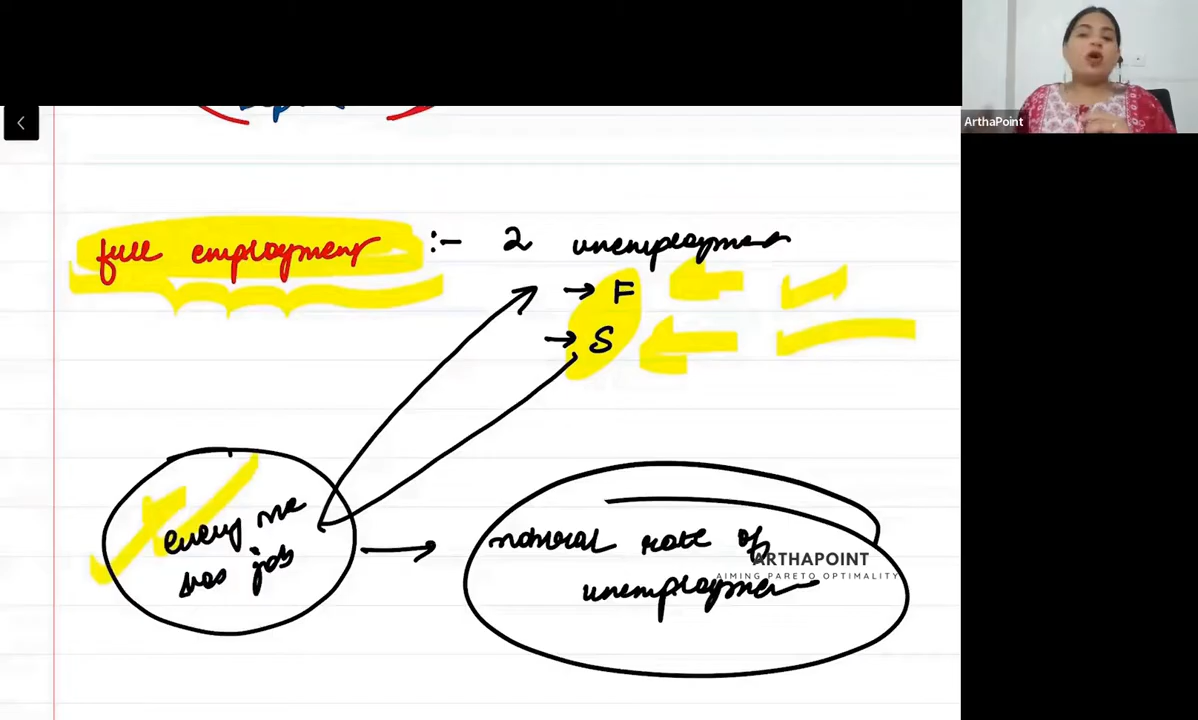 ArthaPoint
full employment :- 2 unemployment
→ F
→ S
every one
has job
→
natural rate of
unemployment
ARTHAPOINT
AIMING PARETO OPTIMALITY